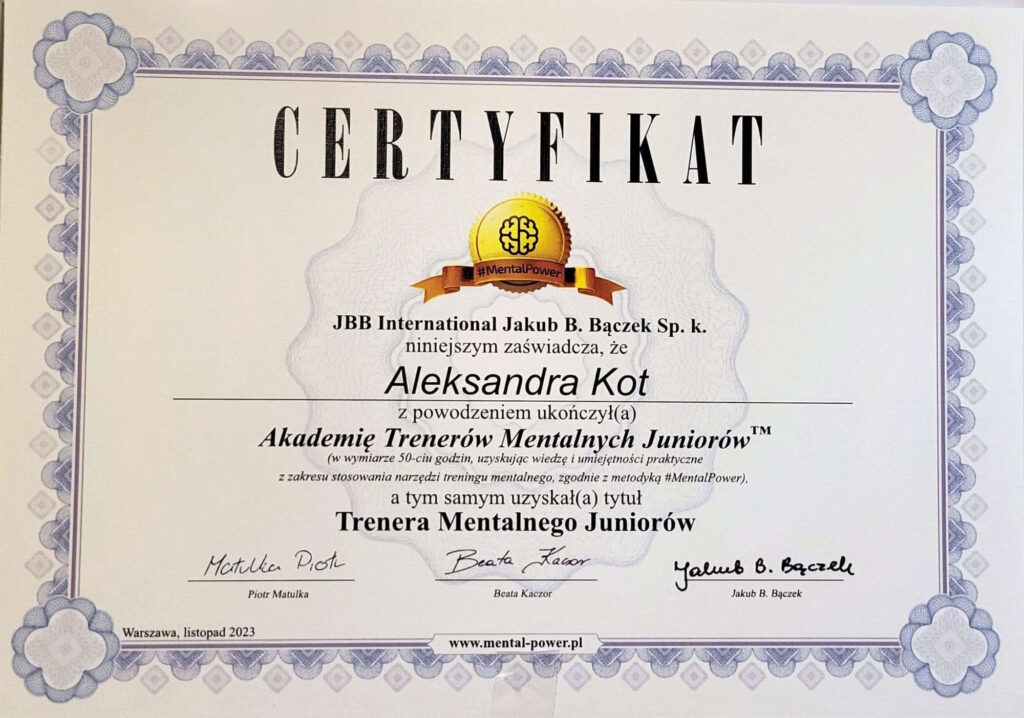 CERTYFIKAT
#MentalPower
JBB International Jakub B. Bączek Sp. k.
niniejszym zaświadcza, że
Aleksandra Kot
z powodzeniem ukończył(a)
Akademię Trenerów Mentalnych Juniorów™
(w wymiarze 50-ciu godzin, uzyskując wiedzę i umiejętności praktyczne
z zakresu stosowania narzędzi treningu mentalnego, zgodnie z metodyką #MentalPower),
a tym samym uzyskał(a) tytuł
Trenera Mentalnego Juniorów
Matulka Piotr Beata Kaczor Jakub B. Bączek
Piotr Matulka Beata Kaczor Jakub B. Bączek
Warszawa, listopad 2023
www.mental-power.pl